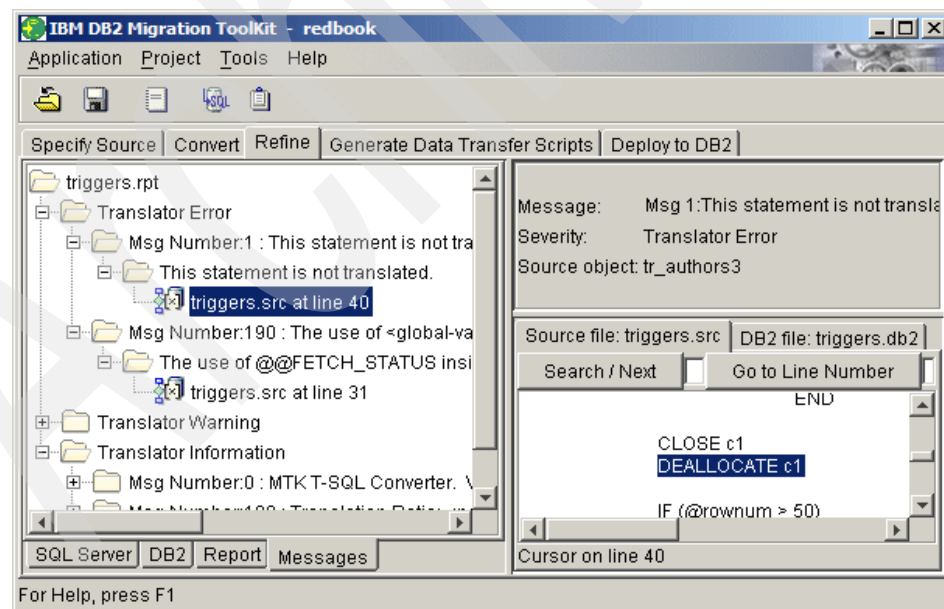 IBM DB2 Migration ToolKit - redbook
Application Project Tools Help
SQL
Specify Source Convert Refine Generate Data Transfer Scripts Deploy to DB2
triggers.rpt
Translator Error
Msg Number:1 : This statement is not tra
This statement is not translated.
triggers.src at line 40
Msg Number:190 : The use of <global-va
The use of @@FETCH_STATUS insi
triggers.src at line 31
Translator Warning
Translator Information
Msg Number:0 : MTK T-SQL Converter. V
SQL Server DB2 Report Messages
Message: Msg 1:This statement is not transla
Severity: Translator Error
Source object: tr_authors3
Source file: triggers.src DB2 file: triggers.db2
Search / Next Go to Line Number
END
CLOSE c1
DEALLOCATE c1
IF (@rownum > 50)
Cursor on line 40
For Help, press F1